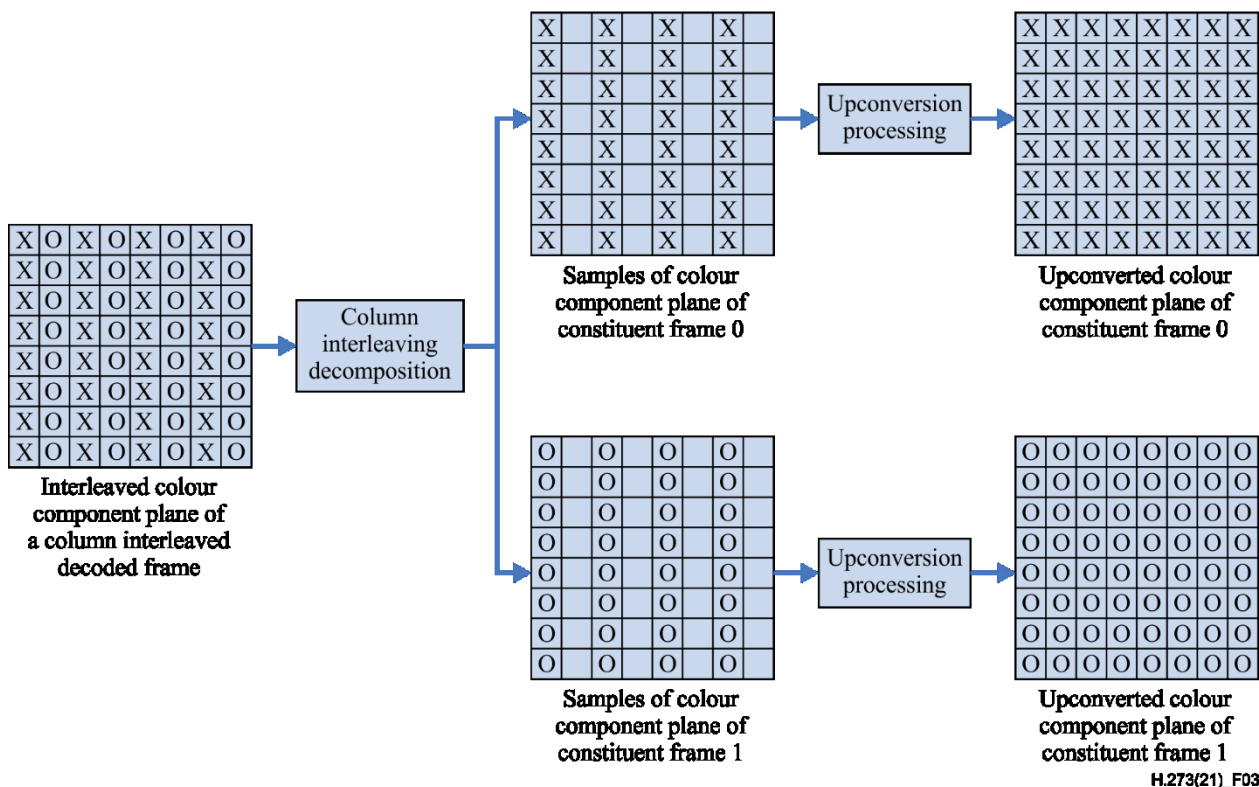 X O X O X O X O
X O X O X O X O
X O X O X O X O
X O X O X O X O
X O X O X O X O
X O X O X O X O
X O X O X O X O
X O X O X O X O
Interleaved colour
component plane of
a column interleaved
decoded frame
Column
interleaving
decomposition
X X X X
X X X X
X X X X
X X X X
X X X X
X X X X
X X X X
X X X X
Samples of colour
component plane of
constituent frame 0
Upconversion
processing
X X X X X X X X
X X X X X X X X
X X X X X X X X
X X X X X X X X
X X X X X X X X
X X X X X X X X
X X X X X X X X
X X X X X X X X
Upconverted colour
component plane of
constituent frame 0
O O O O
O O O O
O O O O
O O O O
O O O O
O O O O
O O O O
O O O O
Samples of colour
component plane of
constituent frame 1
Upconversion
processing
O O O O O O O O
O O O O O O O O
O O O O O O O O
O O O O O O O O
O O O O O O O O
O O O O O O O O
O O O O O O O O
O O O O O O O O
Upconverted colour
component plane of
constituent frame 1
H.273(21)_F03